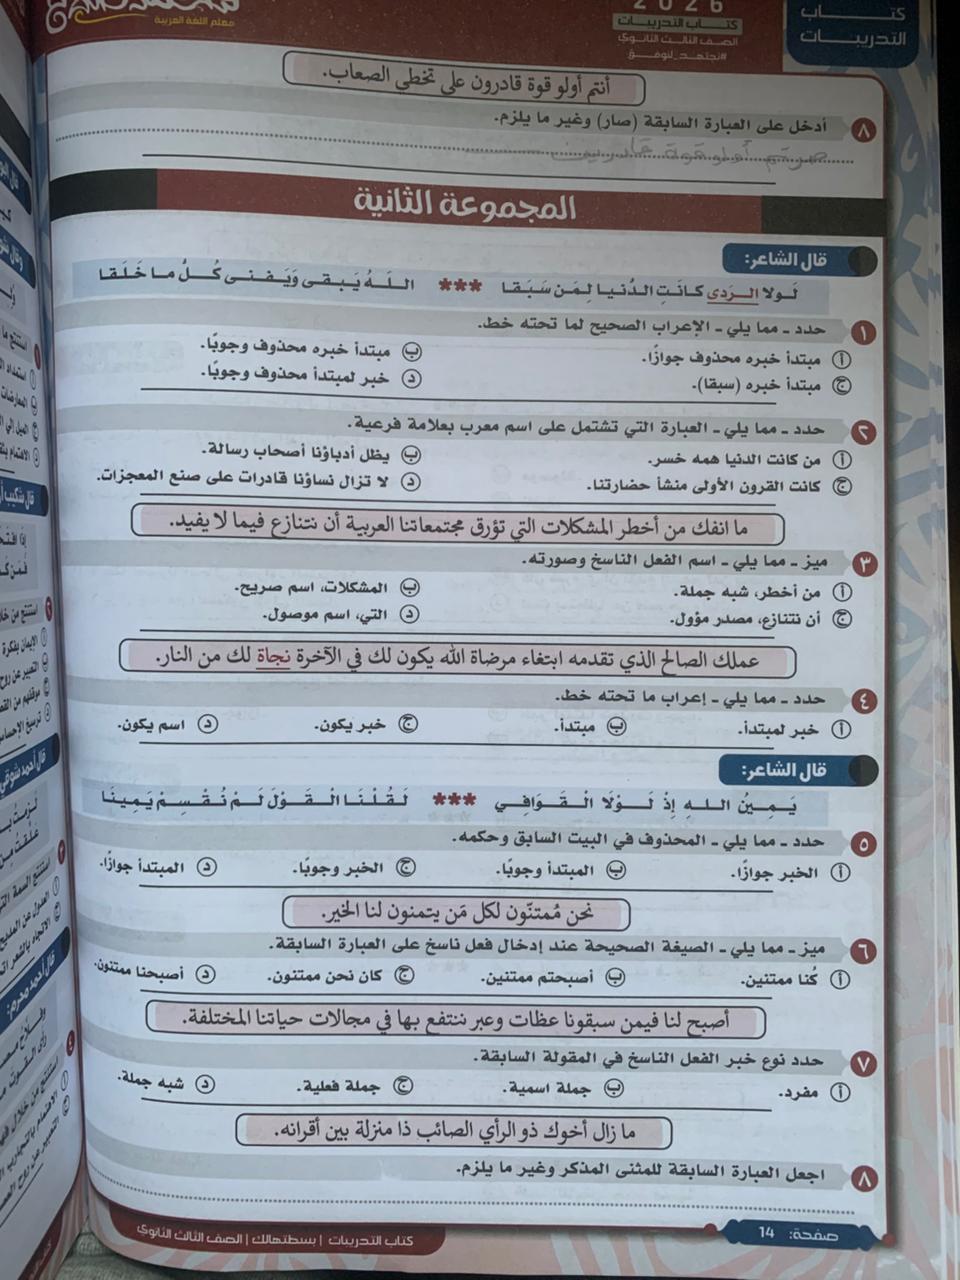 معلم اللغة العربية
2026
كتاب التدريبات
الصف الثالث الثانوي
#نجتهد_لنوفق
كتاب
التدريبات
أنتم أولو قوة قادرون على تخطي الصعاب.
٨ أدخل على العبارة السابقة (صار) وغير ما يلزم.
صرتم أولو قوة قادرين
المجموعة الثانية
قال الشاعر:
لولا الردى كانت الدنيا لمن سبقا *** الله يبقى ويفنى كل ما خلقا
١ حدد ـ مما يلي ـ الإعراب الصحيح لما تحته خط.
أ مبتدأ خبره محذوف جوازًا. ب مبتدأ خبره محذوف وجوبًا.
ج مبتدأ خبره (سبقا). د خبر لمبتدأ محذوف وجوبًا.
٢ حدد ـ مما يلي ـ العبارة التي تشتمل على اسم معرب بعلامة فرعية.
أ من كانت الدنيا همه خسر. ب يظل أدباؤنا أصحاب رسالة.
ج كانت القرون الأولى منشأ حضارتنا. د لا تزال نساؤنا قادرات على صنع المعجزات.
ما انفك من أخطر المشكلات التي تؤرق مجتمعاتنا العربية أن نتنازع فيما لا يفيد.
٣ ميز ـ مما يلي ـ اسم الفعل الناسخ وصورته.
أ من أخطر، شبه جملة. ب المشكلات، اسم صريح.
ج أن نتنازع، مصدر مؤول. د التي، اسم موصول.
عملك الصالح الذي تقدمه ابتغاء مرضاة الله يكون لك في الآخرة نجاة لك من النار.
٤ حدد ـ مما يلي ـ إعراب ما تحته خط.
أ خبر لمبتدأ. ب مبتدأ. ج خبر يكون. د اسم يكون.
قال الشاعر:
يمينُ الله إذ لولا القوافي *** لقلنا القول لم نُقسِمْ يمينا
٥ حدد ـ مما يلي ـ المحذوف في البيت السابق وحكمه.
أ الخبر جوازًا. ب المبتدأ وجوبًا. ج الخبر وجوبًا. د المبتدأ جوازًا.
نحن مُمتنّون لكل مَن يتمنون لنا الخير.
٦ ميز ـ مما يلي ـ الصيغة الصحيحة عند إدخال فعل ناسخ على العبارة السابقة.
أ كُنا ممتنين. ب أصبحتم ممتنين. ج كان نحن ممتنون. د أصبحنا ممتنون.
أصبح لنا فيمن سبقونا عظات وعبر ننتفع بها في مجالات حياتنا المختلفة.
٧ حدد نوع خبر الفعل الناسخ في المقولة السابقة.
أ مفرد. ب جملة اسمية. ج جملة فعلية. د شبه جملة.
ما زال أخوك ذو الرأي الصائب ذا منزلة بين أقرانه.
٨ اجعل العبارة السابقة للمثنى المذكر وغير ما يلزم.
صفحة: 14
كتاب التدريبات | بسطتهالك | الصف الثالث الثانوي